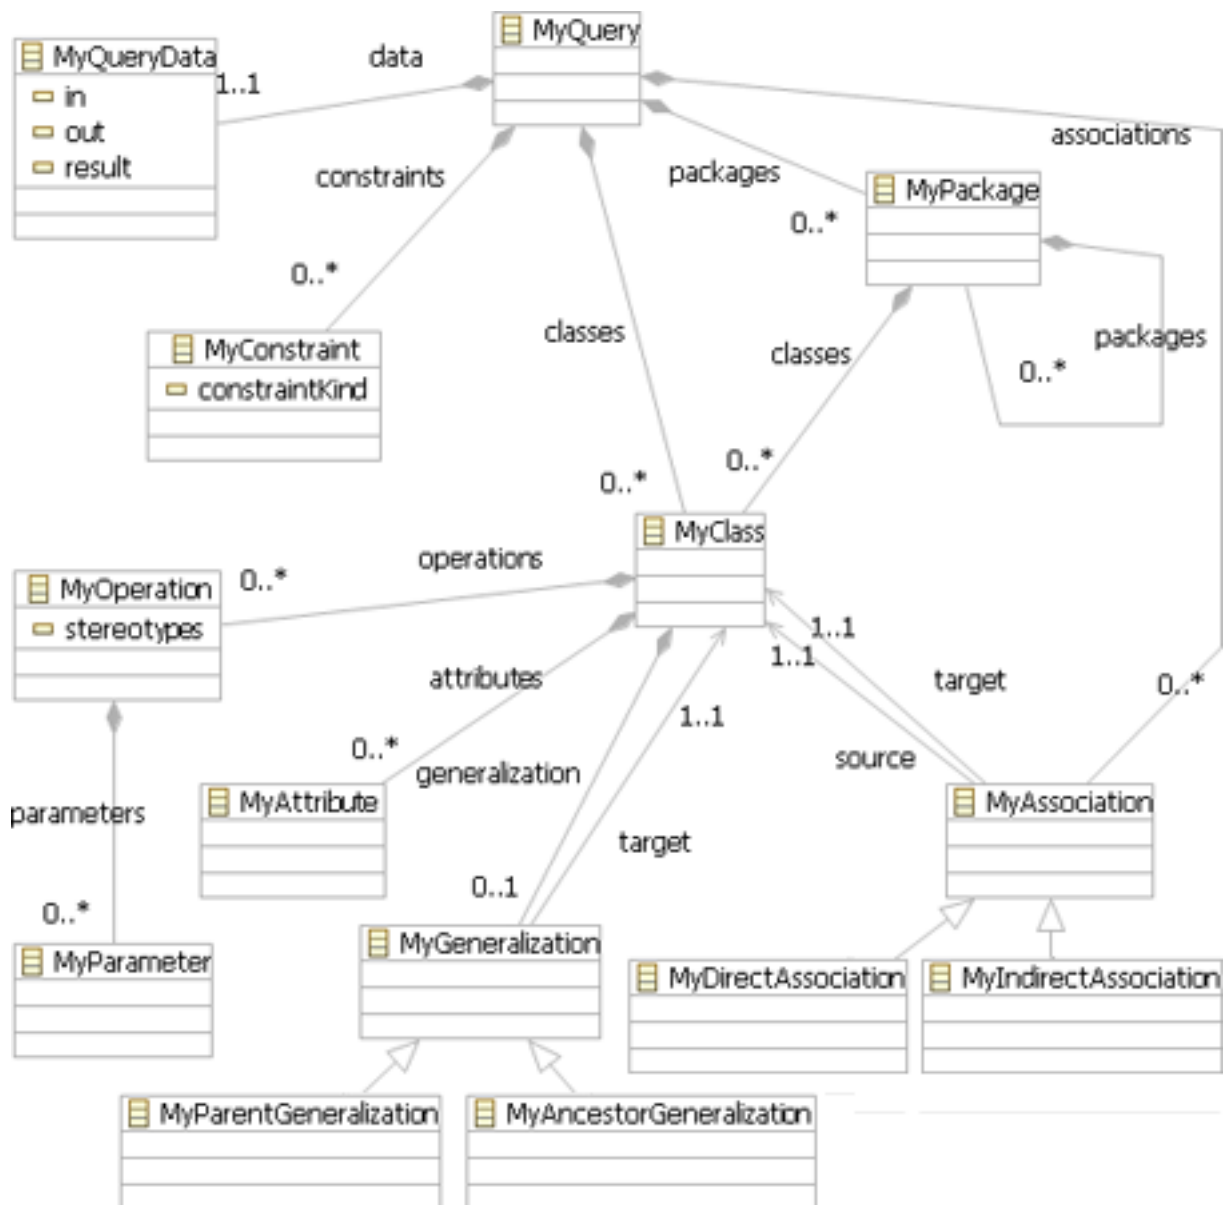 MyQuery
MyQueryData
in
out
result
data
1..1
associations
constraints
packages
MyPackage
0..*
0..*
classes
classes
packages
0..*
MyConstraint
constraintKind
0..*
0..*
MyClass
operations
0..*
MyOperation
stereotypes
1..1
1..1
attributes
target
0..*
1..1
0..*
generalization
source
MyAttribute
MyAssociation
parameters
target
0..1
0..*
MyGeneralization
MyParameter
MyDirectAssociation
MyIndirectAssociation
MyParentGeneralization
MyAncestorGeneralization